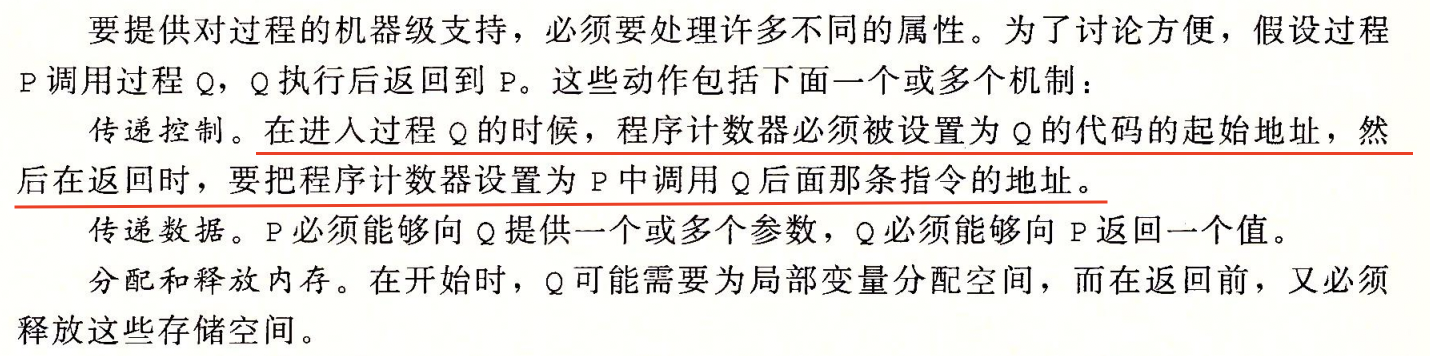 要提供对过程的机器级支持，必须要处理许多不同的属性。为了讨论方便，假设过程
P 调用过程 Q，Q 执行后返回到 P。这些动作包括下面一个或多个机制：
传递控制。在进入过程 Q 的时候，程序计数器必须被设置为 Q 的代码的起始地址，然
后在返回时，要把程序计数器设置为 P 中调用 Q 后面那条指令的地址。
传递数据。P 必须能够向 Q 提供一个或多个参数，Q 必须能够向 P 返回一个值。
分配和释放内存。在开始时，Q 可能需要为局部变量分配空间，而在返回前，又必须
释放这些存储空间。